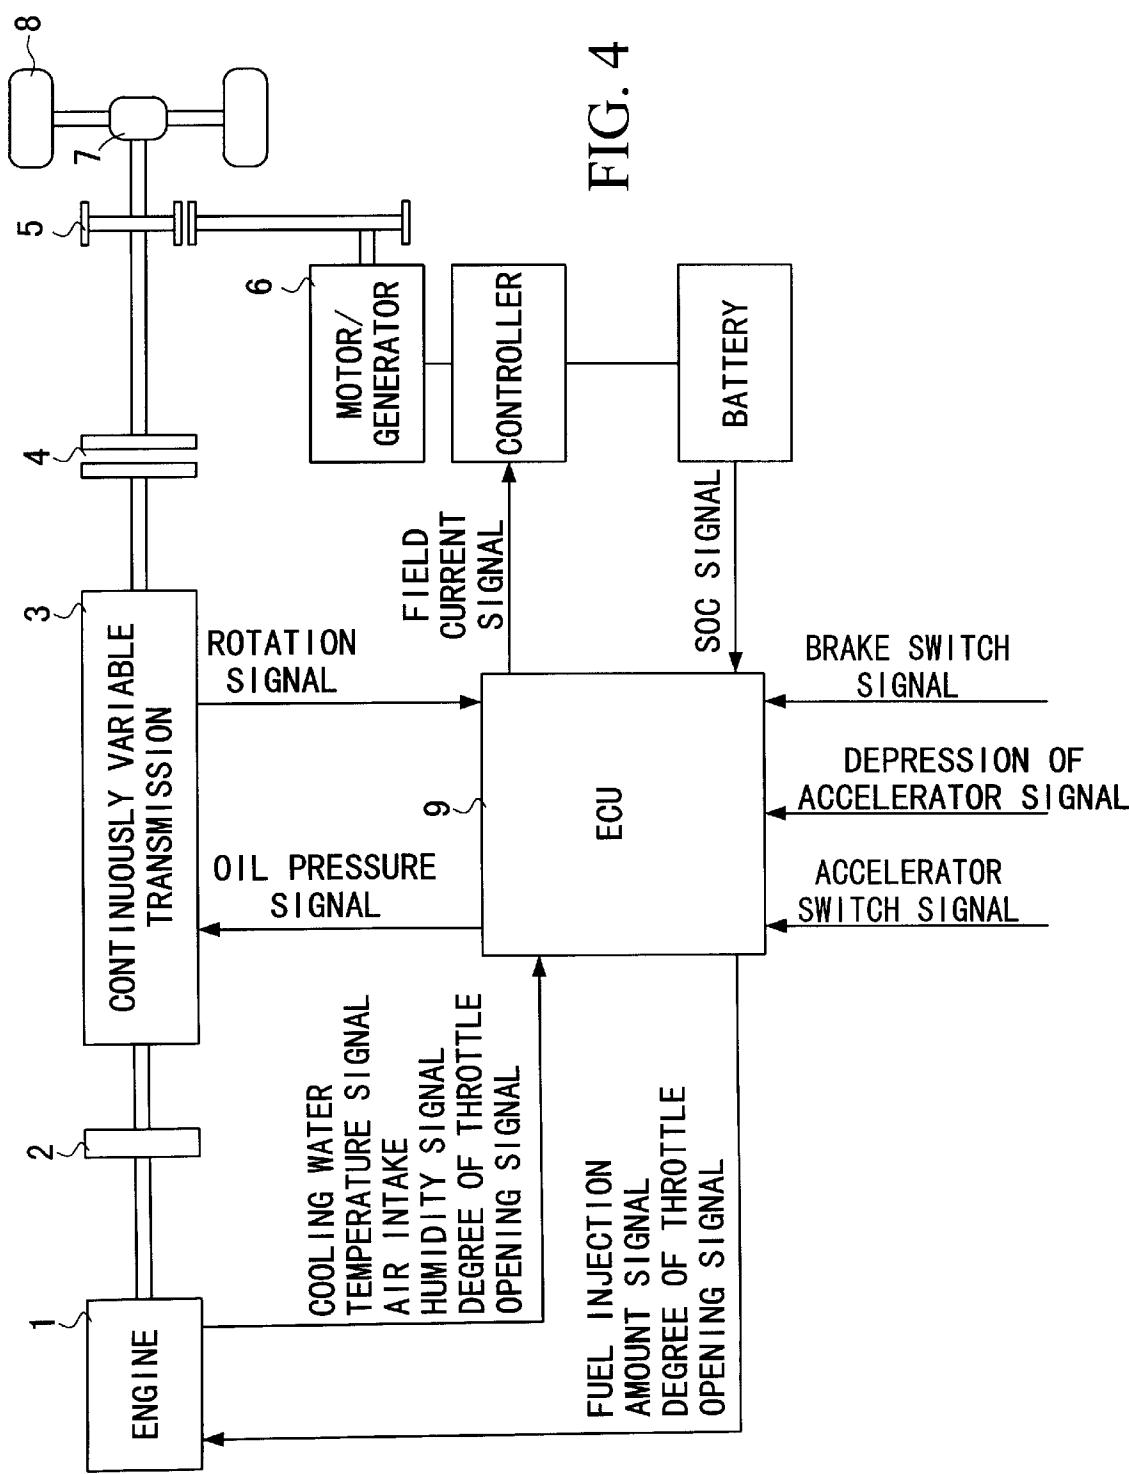 1
ENGINE
2
3
CONTINUOUSLY VARIABLE
TRANSMISSION
4
5
7
8
ROTATION
SIGNAL
OIL PRESSURE
SIGNAL
6
MOTOR/
GENERATOR
CONTROLLER
BATTERY
FIELD
CURRENT
SIGNAL
SOC SIGNAL
9
ECU
COOLING WATER
TEMPERATURE SIGNAL
AIR INTAKE
HUMIDITY SIGNAL
DEGREE OF THROTTLE
OPENING SIGNAL
FUEL INJECTION
AMOUNT SIGNAL
DEGREE OF THROTTLE
OPENING SIGNAL
BRAKE SWITCH
SIGNAL
DEPRESSION OF
ACCELERATOR SIGNAL
ACCELERATOR
SWITCH SIGNAL
FIG. 4